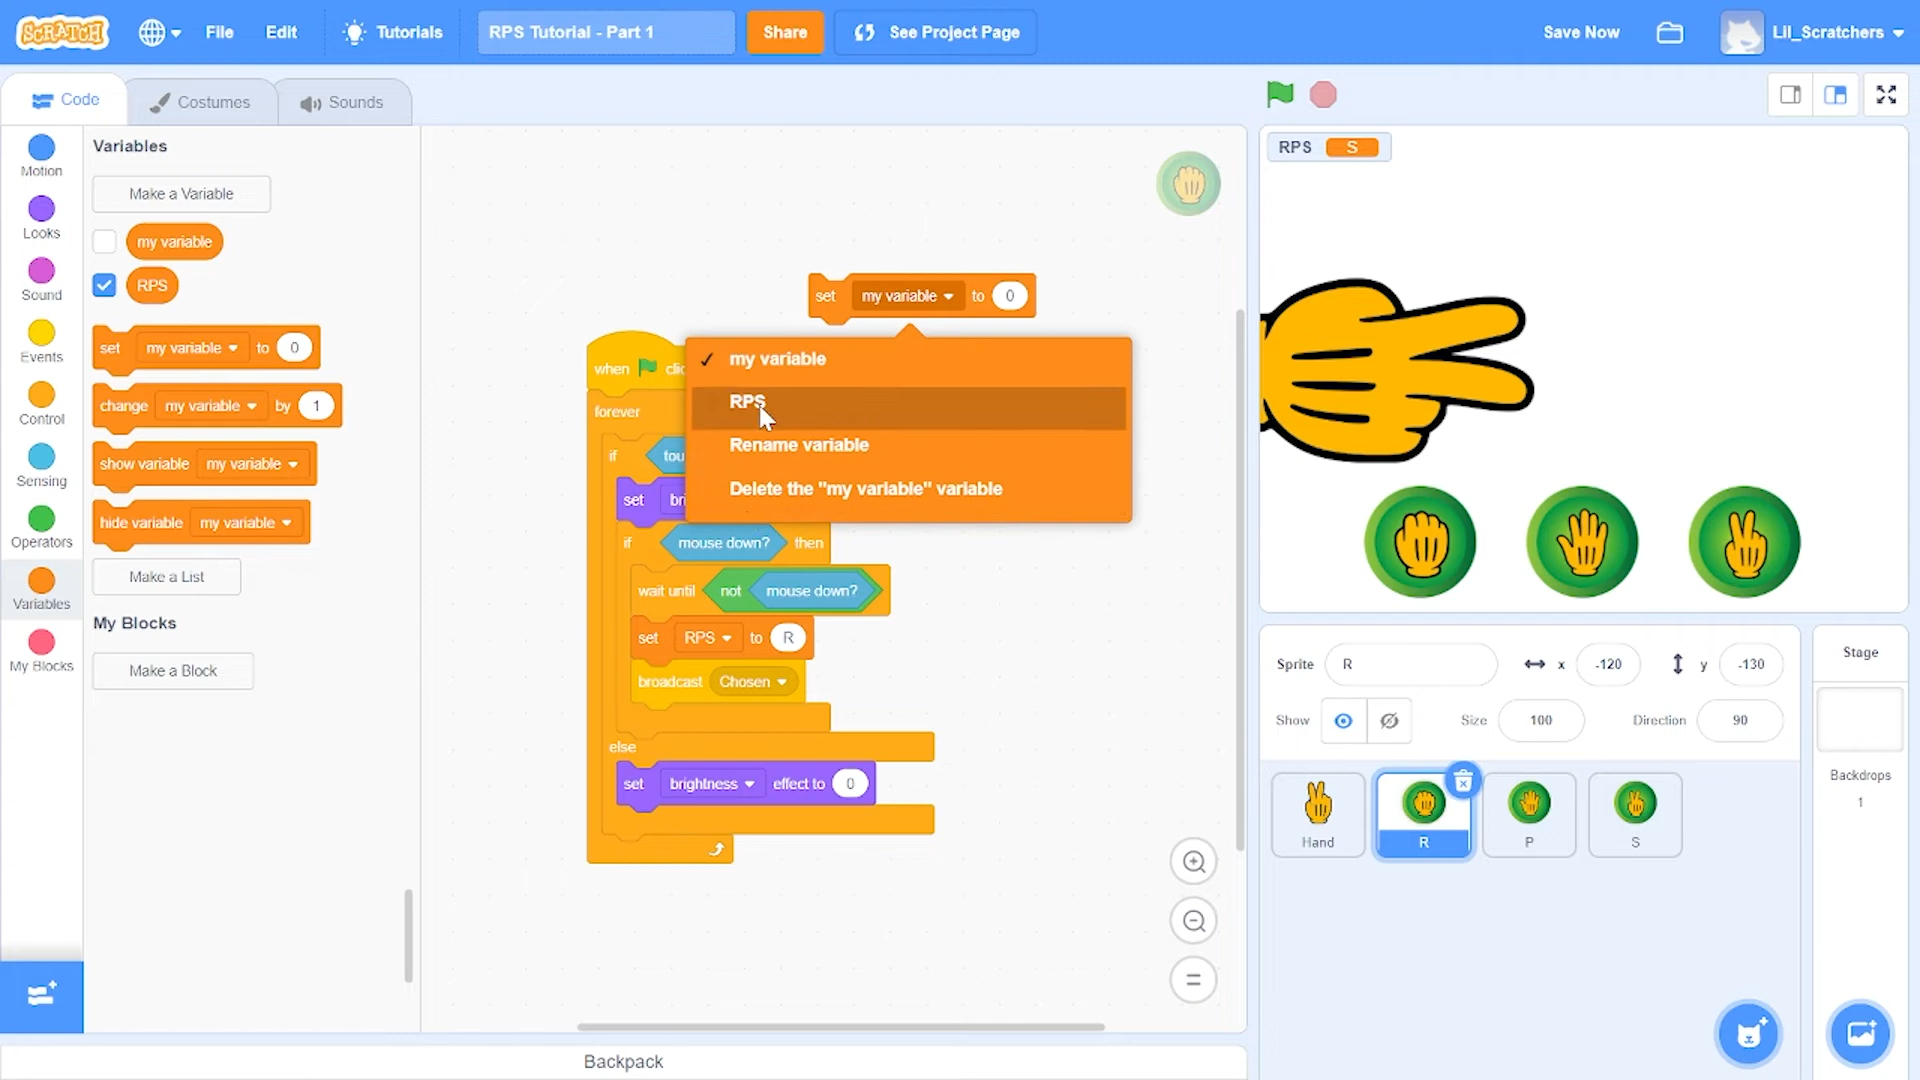 SCRATCH
File
Edit
Tutorials
RPS Tutorial - Part 1
Share
See Project Page
Save Now
Lil_Scratchers
Code
Costumes
Sounds
Motion
Looks
Sound
Events
Control
Sensing
Operators
Variables
My Blocks
Variables
Make a Variable
my variable
RPS
set my variable to 0
change my variable by 1
show variable my variable
hide variable my variable
Make a List
My Blocks
Make a Block
set my variable to 0
my variable
RPS
Rename variable
Delete the "my variable" variable
when clic
forever
if tou
set bri
if mouse down? then
wait until not mouse down?
set RPS to R
broadcast Chosen
else
set brightness effect to 0
Backpack
RPS S
Sprite R x -120 y -130
Show Size 100 Direction 90
Hand
R
P
S
Stage
Backdrops
1